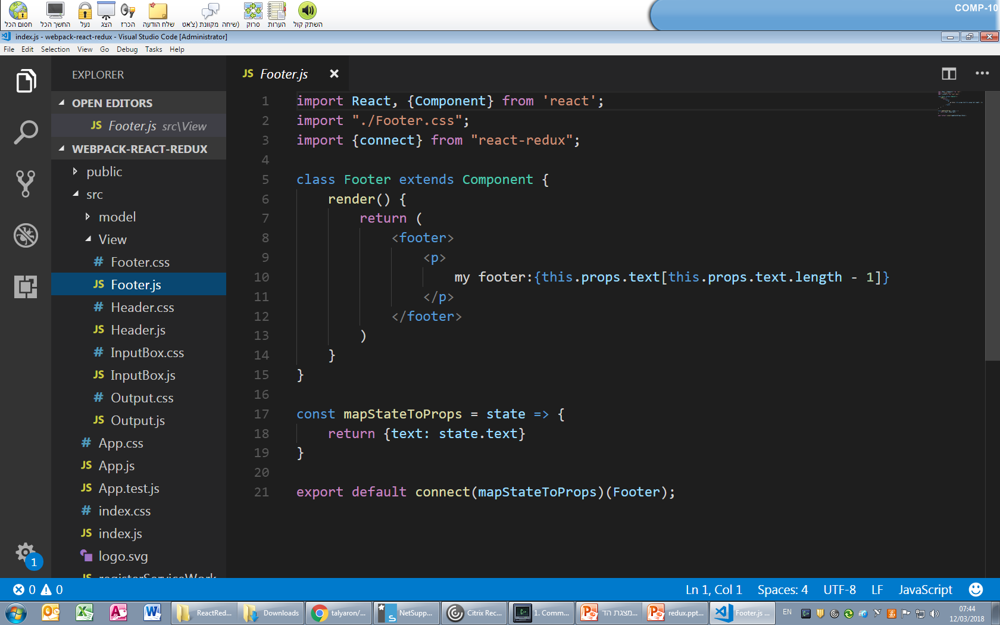 חסום הכל
החשך הכל
נעל
הצג
הכרז
שלח הודעה
(שיחה מקוונת (צ'אט
סרוק
הערות
השתק קול
COMP-10
index.js - webpack-react-redux - Visual Studio Code [Administrator]
File Edit Selection View Go Debug Tasks Help
EXPLORER
OPEN EDITORS
JS Footer.js src\View
WEBPACK-REACT-REDUX
public
src
model
View
# Footer.css
JS Footer.js
# Header.css
JS Header.js
# InputBox.css
JS InputBox.js
# Output.css
JS Output.js
# App.css
JS App.js
JS App.test.js
# index.css
JS index.js
logo.svg
JS registerServiceWork
1
JS Footer.js
1 import React, {Component} from 'react';
2 import "./Footer.css";
3 import {connect} from "react-redux";
4
5 class Footer extends Component {
6 render() {
7 return (
8 <footer>
9 <p>
10 my footer:{this.props.text[this.props.text.length - 1]}
11 </p>
12 </footer>
13 )
14 }
15 }
16
17 const mapStateToProps = state => {
18 return {text: state.text}
19 }
20
21 export default connect(mapStateToProps)(Footer);
0 0
Ln 1, Col 1 Spaces: 4 UTF-8 LF JavaScript
ReactRed...
Downloads
talyaron/...
NetSupp...
Citrix Rec...
1. Comm...
מצגת הד...
redux.ppt...
Footer.js ...
EN
07:44
12/03/2018